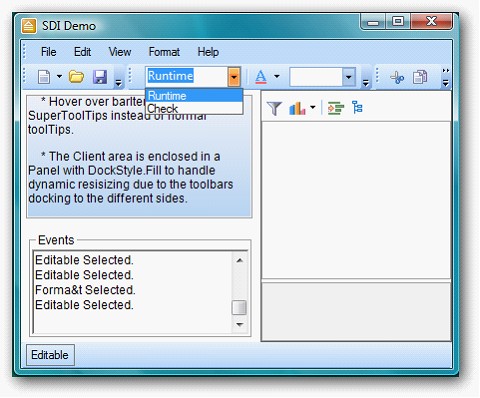 SDI Demo
File Edit View Format Help
Runtime
A
Runtime
Check
* Hover over barIte
SuperToolTips instead of normal
toolTips.
* The Client area is enclosed in a
Panel with DockStyle.Fill to handle
dynamic resisizing due to the toolbars
docking to the different sides.
Events
Editable Selected.
Editable Selected.
Forma&t Selected.
Editable Selected.
Editable